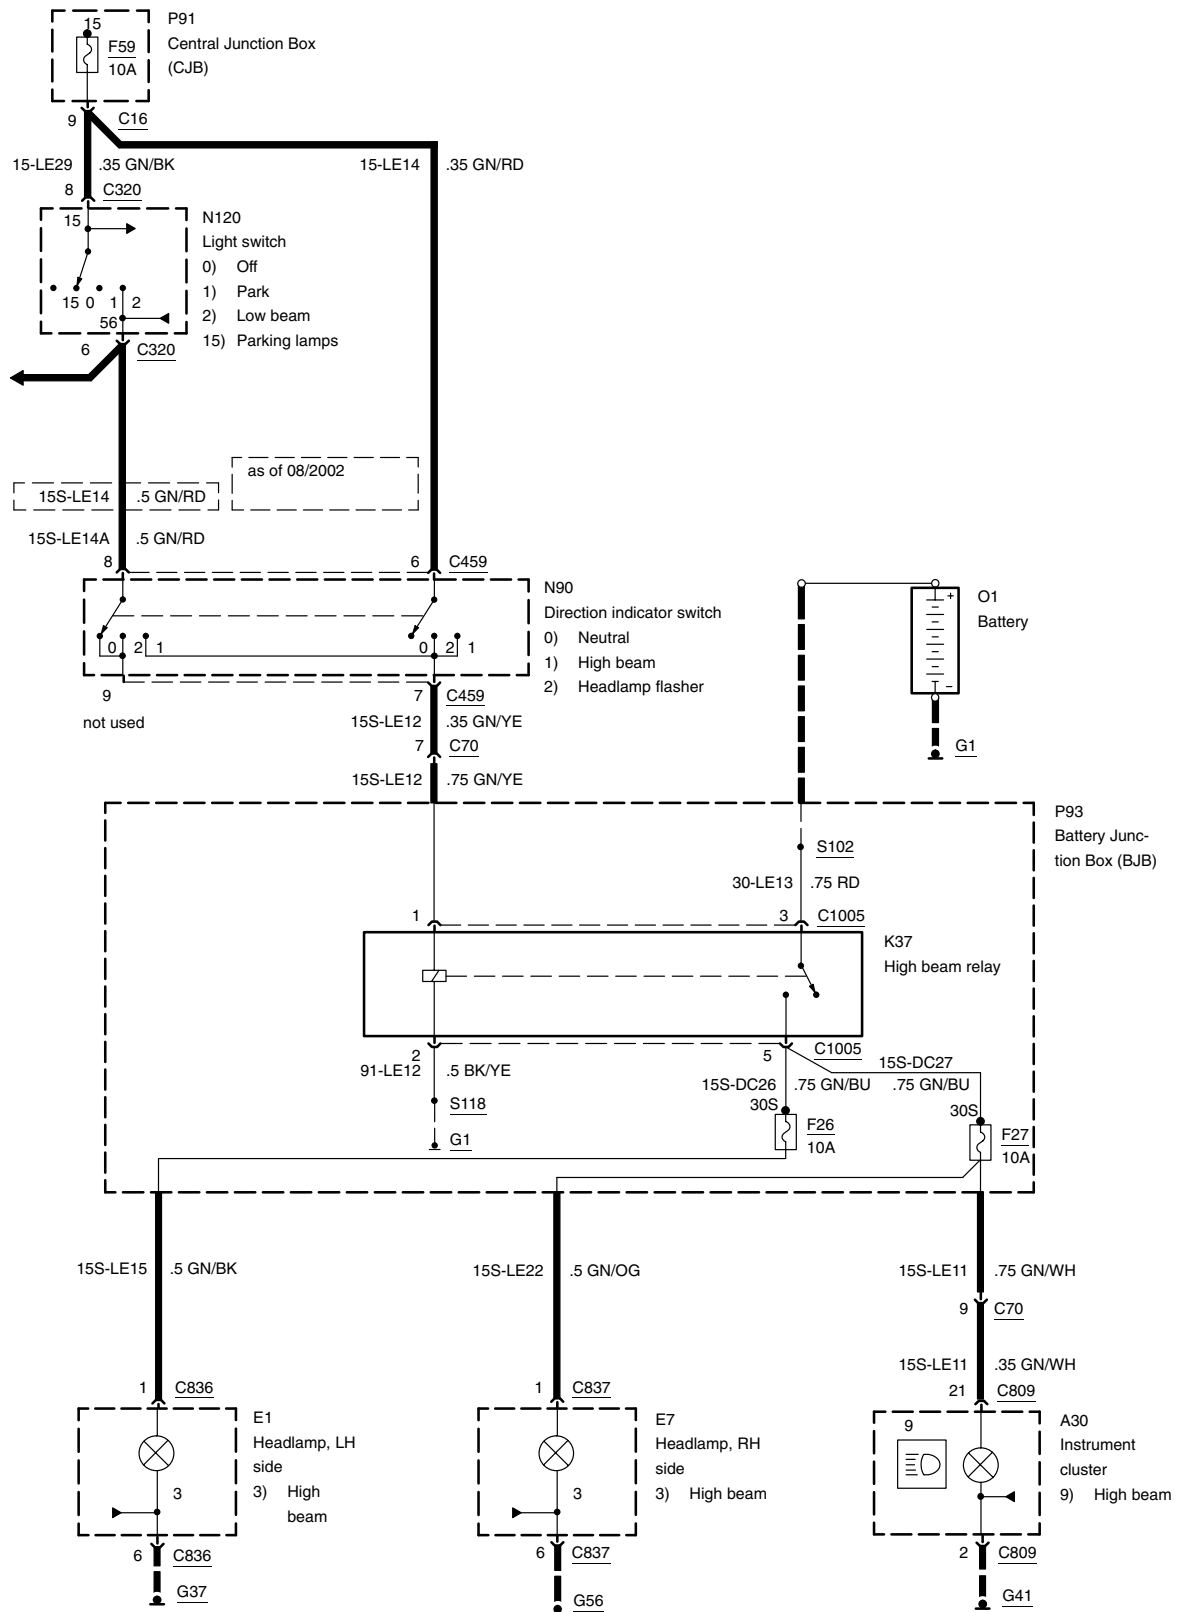 15
P91
F59
Central Junction Box
10A
(CJB)
9
C16
15-LE29
.35 GN/BK
15-LE14
.35 GN/RD
8
C320
15
N120
Light switch
0) Off
15 0 1 2
1) Park
56
2) Low beam
15) Parking lamps
6
C320
as of 08/2002
15S-LE14
.5 GN/RD
15S-LE14A
.5 GN/RD
8
6
C459
N90
Direction indicator switch
0) Neutral
1) High beam
2) Headlamp flasher
0 2 1
0 2 1
+
O1
Battery
–
G1
9
not used
7
C459
15S-LE12
.35 GN/YE
7
C70
15S-LE12
.75 GN/YE
P93
Battery Junc-
tion Box (BJB)
S102
30-LE13
.75 RD
1
3
C1005
K37
High beam relay
2
91-LE12
.5 BK/YE
5
C1005
15S-DC27
15S-DC26
.75 GN/BU
.75 GN/BU
S118
30S
30S
F26
10A
F27
10A
G1
15S-LE15
.5 GN/BK
15S-LE22
.5 GN/OG
15S-LE11
.75 GN/WH
9
C70
15S-LE11
.35 GN/WH
1
C836
1
C837
21
C809
E1
Headlamp, LH
side
3) High
beam
3
E7
Headlamp, RH
side
3) High beam
3
9
A30
Instrument
cluster
9) High beam
6
C836
6
C837
2
C809
G37
G56
G41